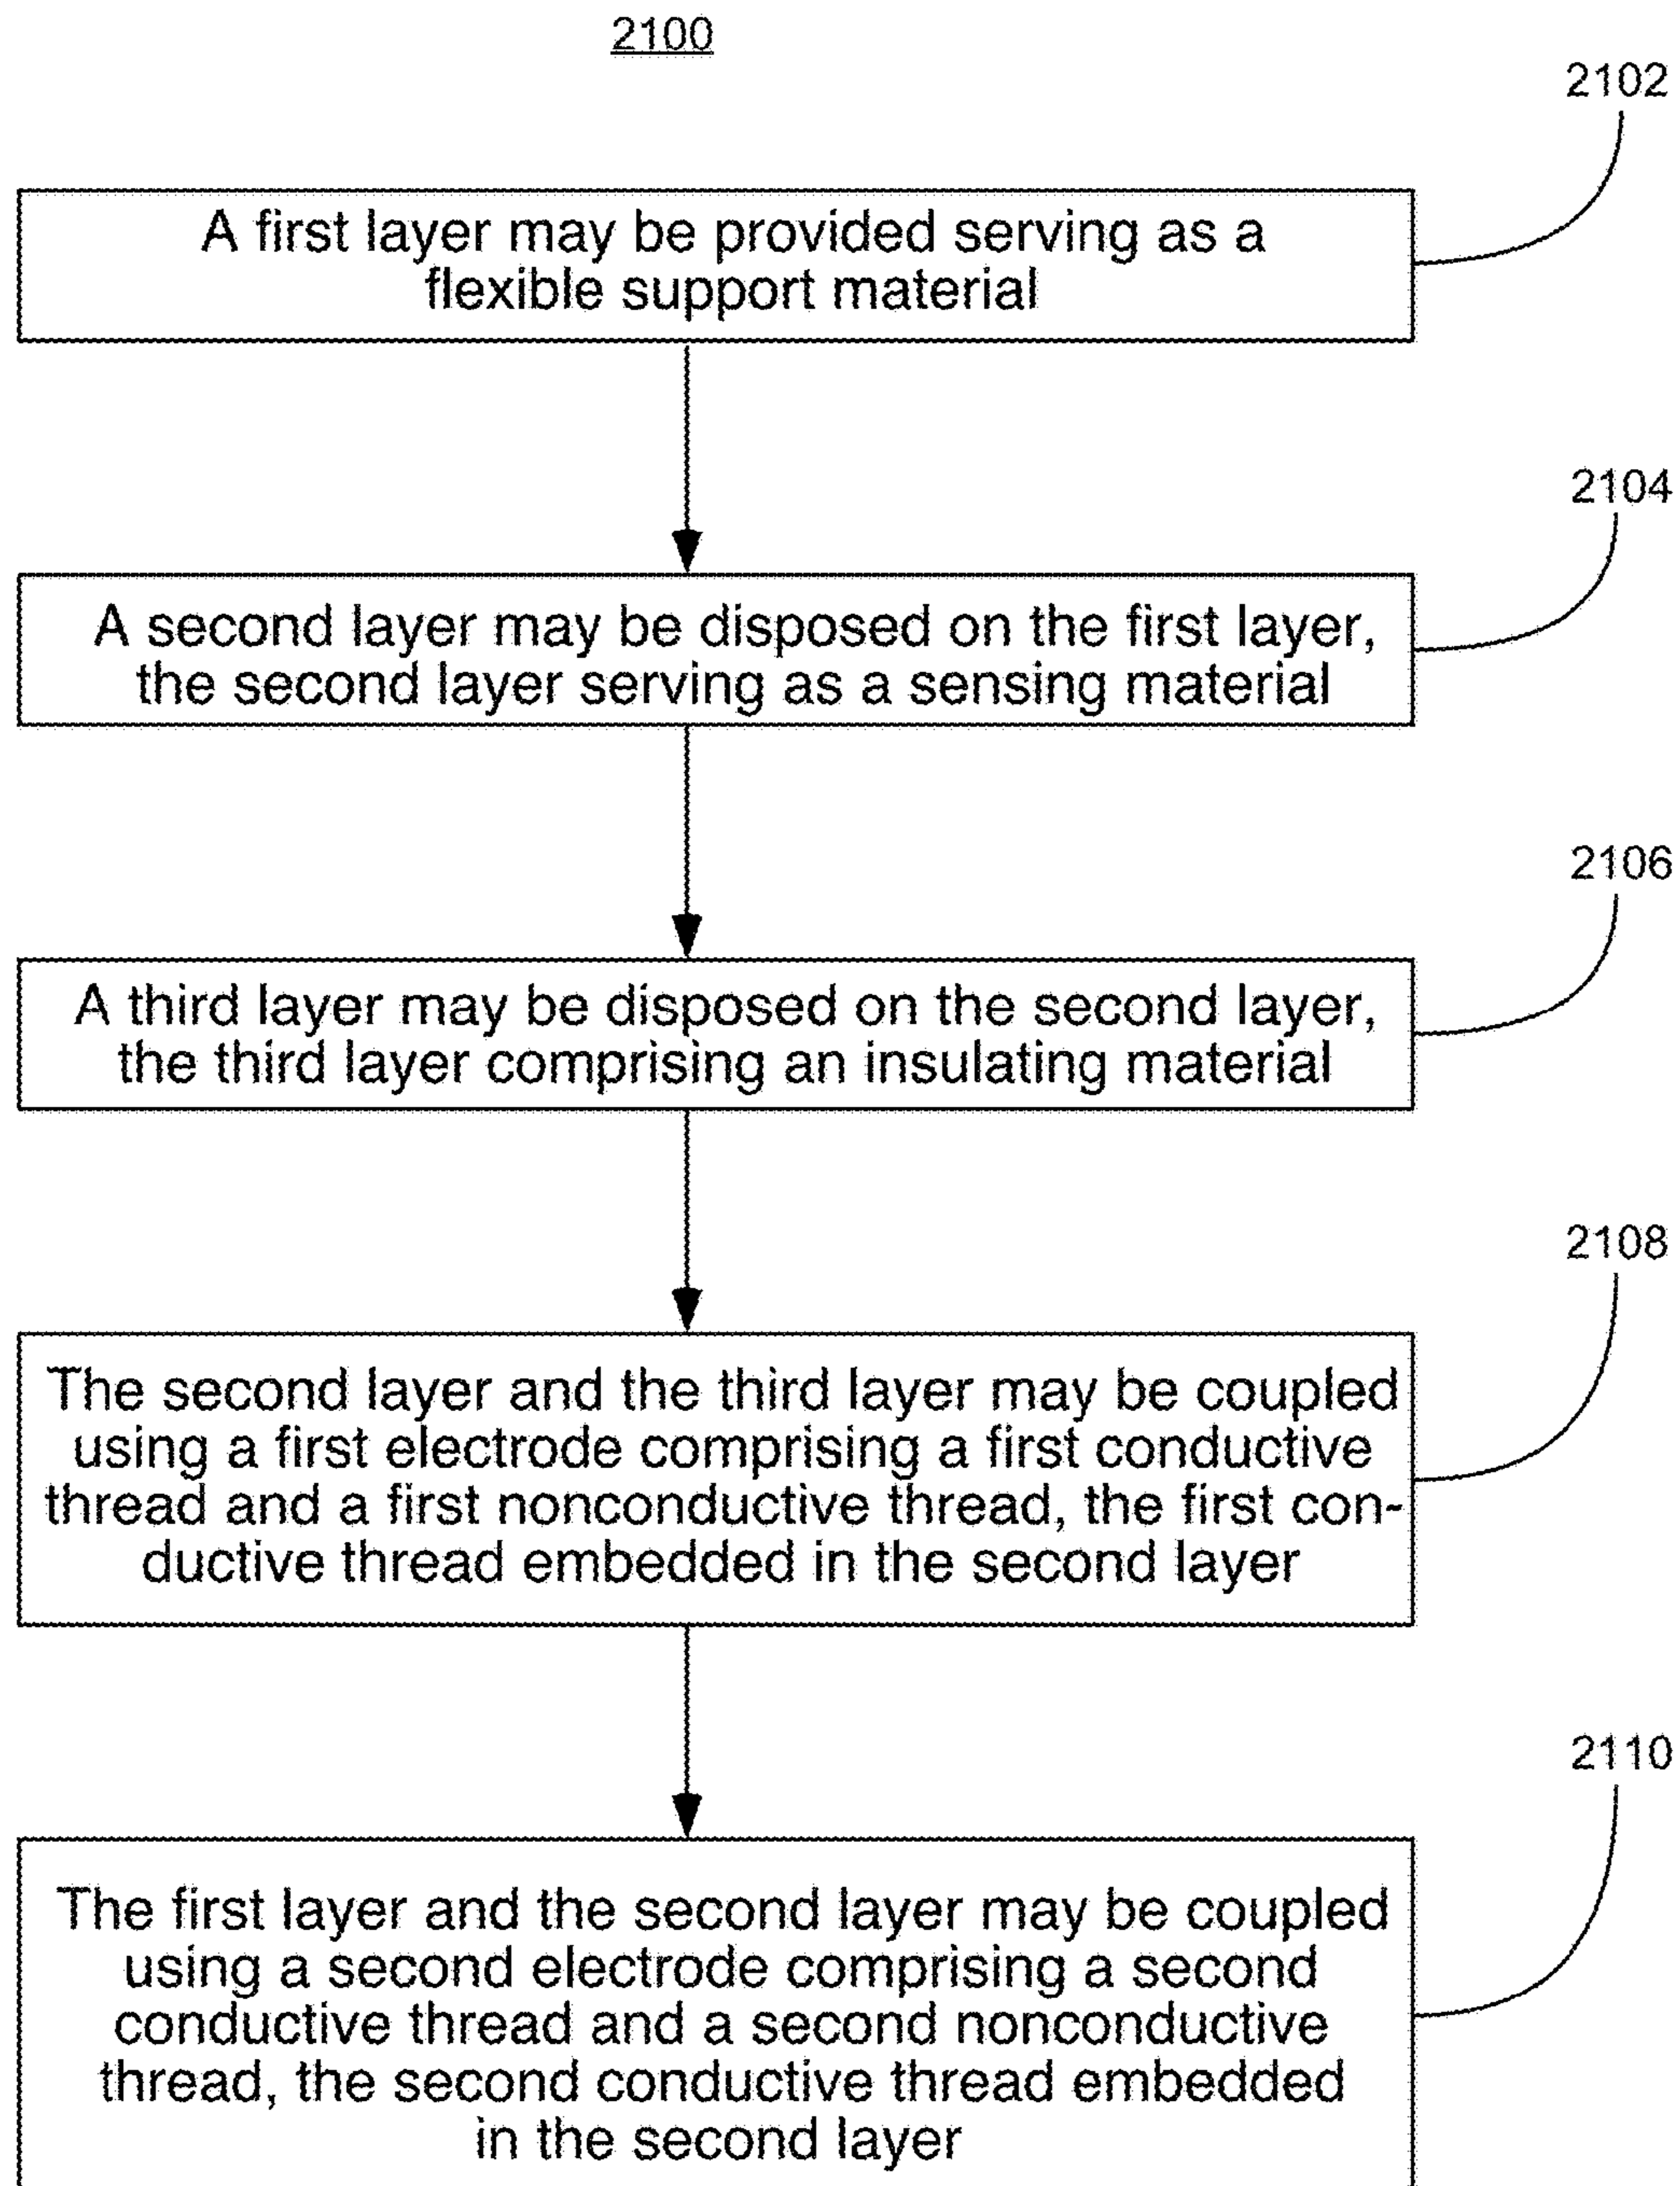 2100
2102
A first layer may be provided serving as a
flexible support material
2104
A second layer may be disposed on the first layer,
the second layer serving as a sensing material
2106
A third layer may be disposed on the second layer,
the third layer comprising an insulating material
2108
The second layer and the third layer may be coupled
using a first electrode comprising a first conductive
thread and a first nonconductive thread, the first con-
ductive thread embedded in the second layer
2110
The first layer and the second layer may be coupled
using a second electrode comprising a second
conductive thread and a second nonconductive
thread, the second conductive thread embedded
in the second layer